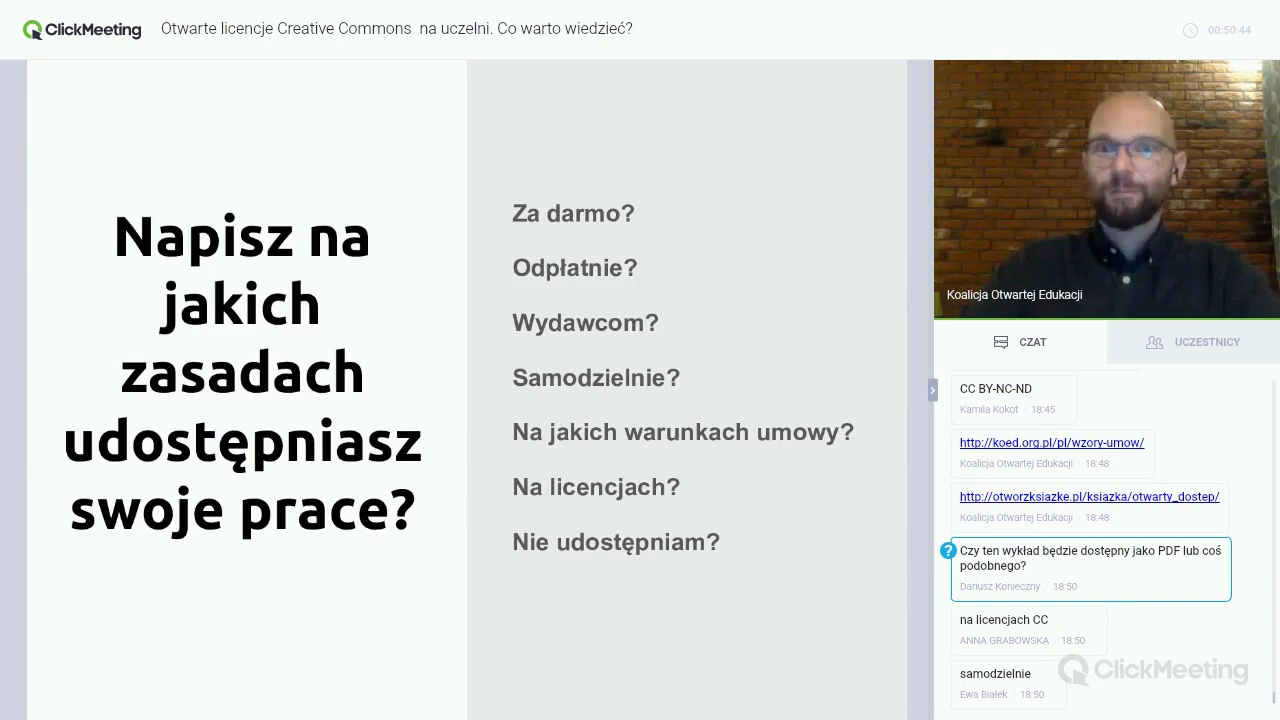 ClickMeeting
Otwarte licencje Creative Commons na uczelni. Co warto wiedzieć?
00:50:44
Napisz na
jakich
zasadach
udostępniasz
swoje prace?
Za darmo?
Odpłatnie?
Wydawcom?
Samodzielnie?
Na jakich warunkach umowy?
Na licencjach?
Nie udostępniam?
Koalicja Otwartej Edukacji
CZAT
UCZESTNICY
CC BY-NC-ND
Kamila Kokot 18:45
http://koed.org.pl/pl/wzory-umow/
Koalicja Otwartej Edukacji 18:48
http://otworzksiazke.pl/ksiazka/otwarty_dostep/
Koalicja Otwartej Edukacji 18:48
? Czy ten wykład będzie dostępny jako PDF lub coś
podobnego?
Dariusz Konieczny 18:50
na licencjach CC
ANNA GRABOWSKA 18:50
samodzielnie
Ewa Białek 18:50
ClickMeeting